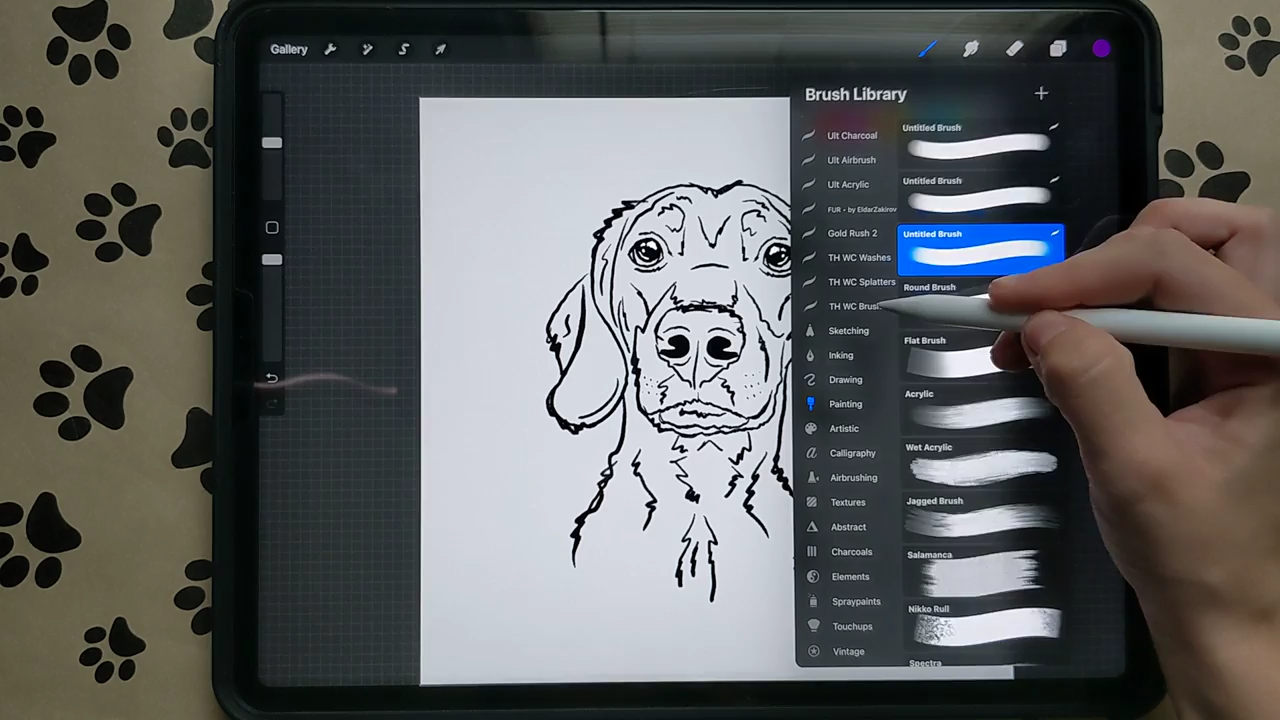 Gallery
Brush Library
Ult Charcoal
Ult Airbrush
Ult Acrylic
FUR - by EldarZakirov
Gold Rush 2
TH WC Washes
TH WC Splatters
TH WC
Sketching
Inking
Drawing
Painting
Artistic
Calligraphy
Airbrushing
Textures
Abstract
Charcoals
Elements
Spraypaints
Touchups
Vintage
Untitled Brush
Untitled Brush
Untitled Brush
Round Brush
Flat Brush
Acrylic
Wet Acrylic
Jagged Brush
Salamanca
Nikko Rull
Spectra